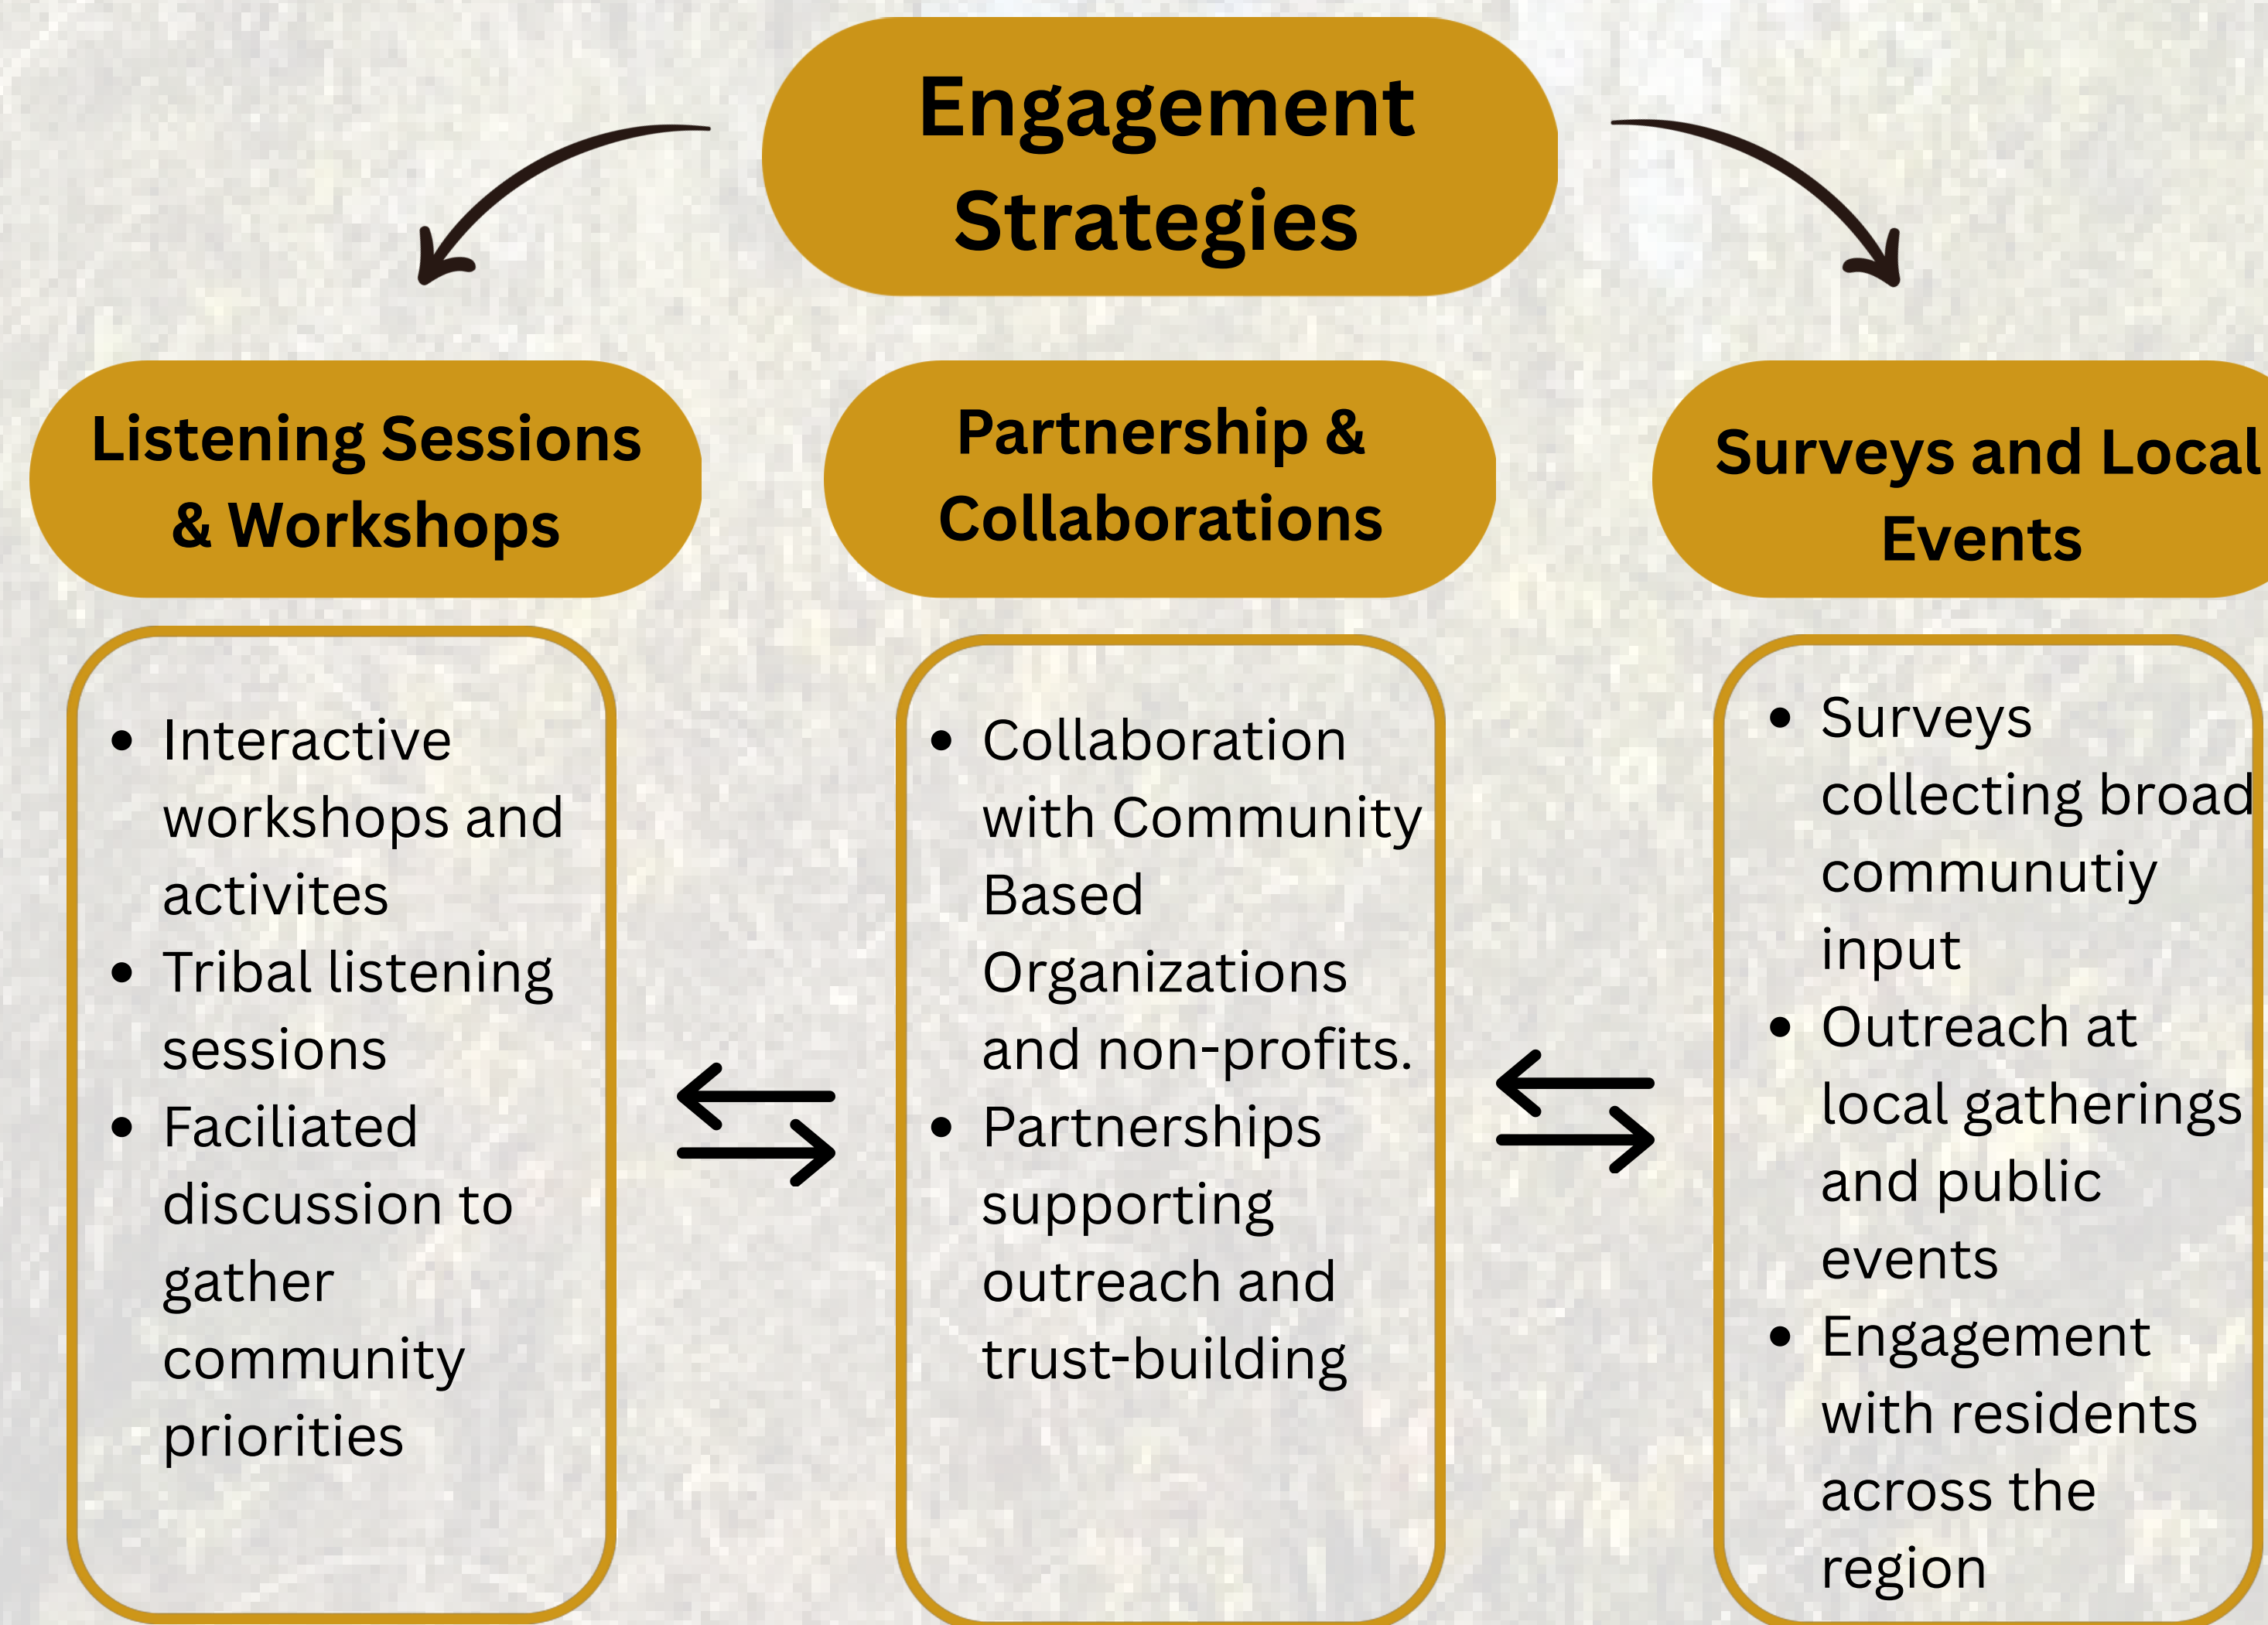 Engagement
Strategies
Listening Sessions
& Workshops
Partnership &
Collaborations
Surveys and Local
Events
• Interactive
workshops and
activites
• Tribal listening
sessions
• Faciliated
discussion to
gather
community
priorities
• Collaboration
with Community
Based
Organizations
and non-profits.
• Partnerships
supporting
outreach and
trust-building
• Surveys
collecting broad
communutiy
input
• Outreach at
local gatherings
and public
events
• Engagement
with residents
across the
region